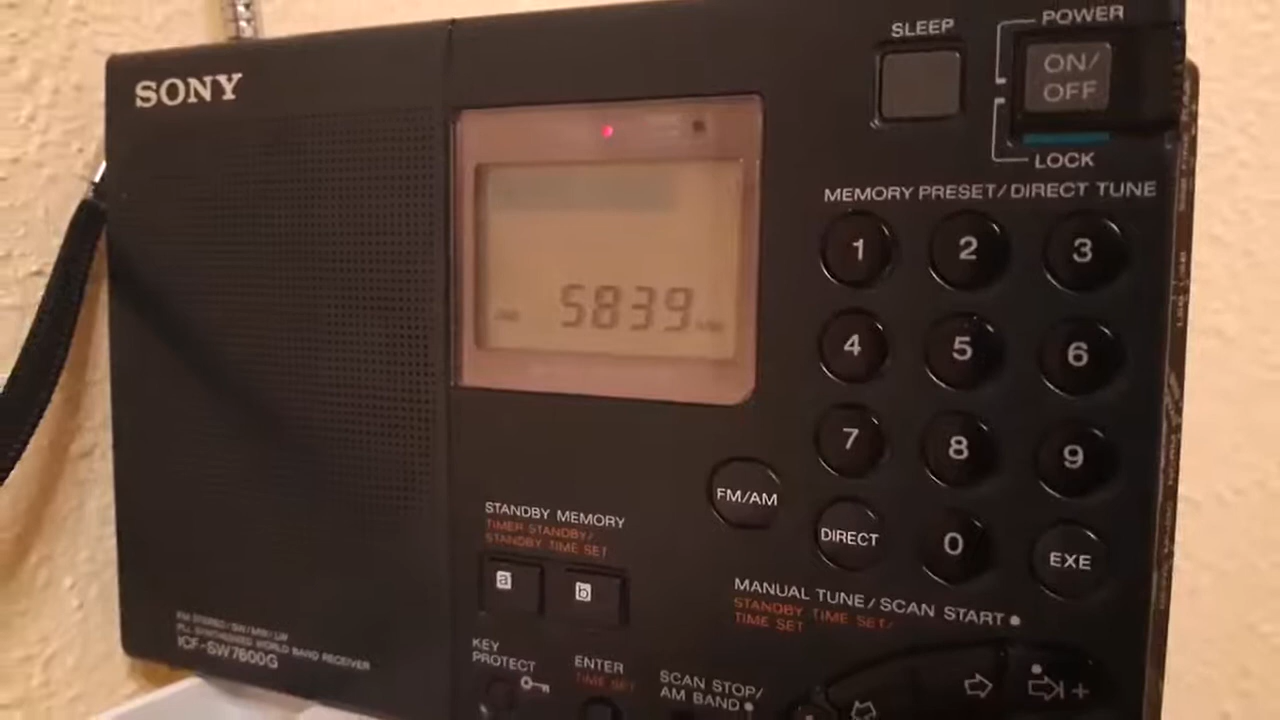 SONY
SLEEP
POWER
ON/
OFF
LOCK
MEMORY PRESET/DIRECT TUNE
1 2 3
5839
4 5 6
7 8 9
FM/AM
DIRECT
0
EXE
STANDBY MEMORY
TIMER STANDBY/
STANDBY TIME SET
a b
MANUAL TUNE/SCAN START
STANDBY TIME SET/
TIME SET
FM STEREO/SW/MW/LW
PLL SYNTHESIZED WORLD BAND RECEIVER
ICF-SW7600G
KEY
PROTECT
ENTER
TIME SET
SCAN STOP/
AM BAND
+